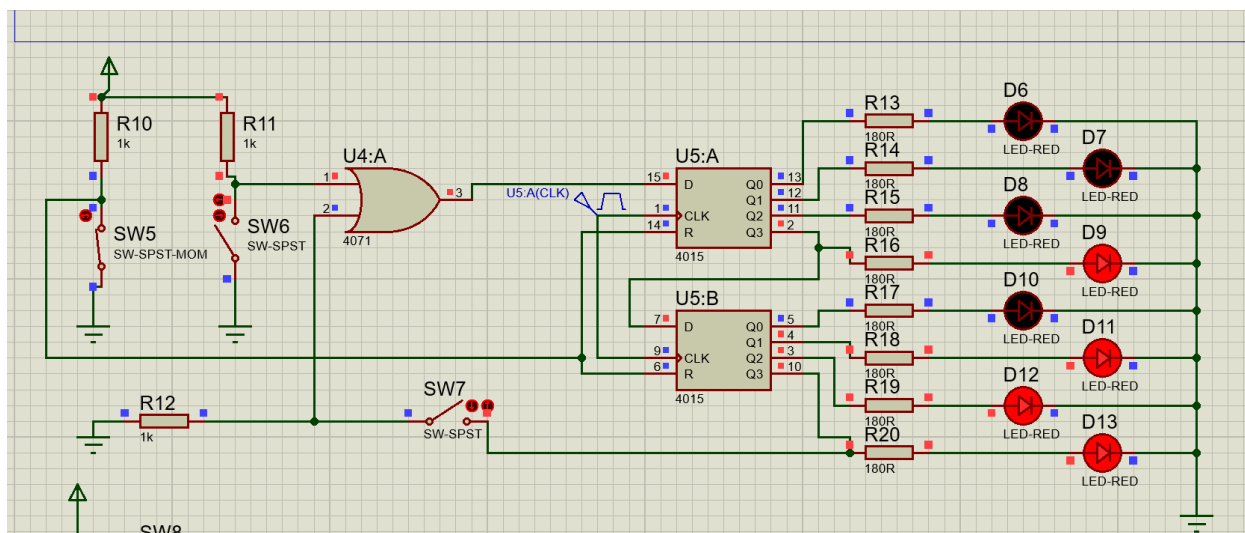 R10
1k
R11
1k
SW5
SW-SPST-MOM
SW6
SW-SPST
U4:A
1
2
3
4071
U5:A(CLK)
U5:A
15 D Q0 13
Q1 12
1 CLK Q2 11
14 R Q3 2
4015
U5:B
7 D Q0 5
Q1 4
9 CLK Q2 3
6 R Q3 10
4015
R12
1k
SW7
SW-SPST
R13
180R
R14
180R
R15
180R
R16
180R
R17
180R
R18
180R
R19
180R
R20
180R
D6
LED-RED
D7
LED-RED
D8
LED-RED
D9
LED-RED
D10
LED-RED
D11
LED-RED
D12
LED-RED
D13
LED-RED
SW8